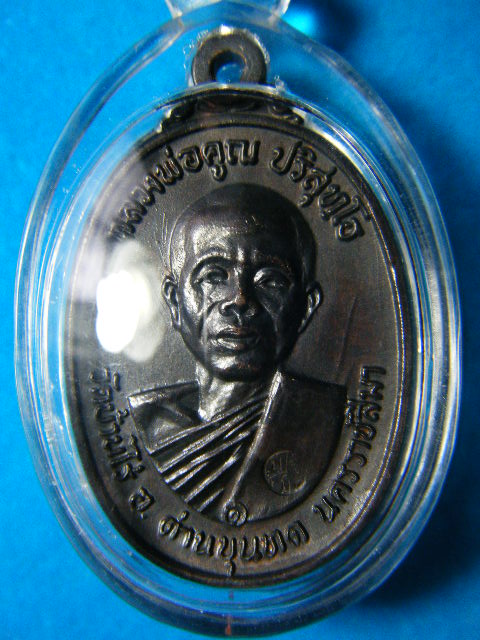 หลวงพ่อคูณ ปริสุทฺโธ
วัดบ้านไร่ อ. ด่านขุนทด นครราชสีมา
๑